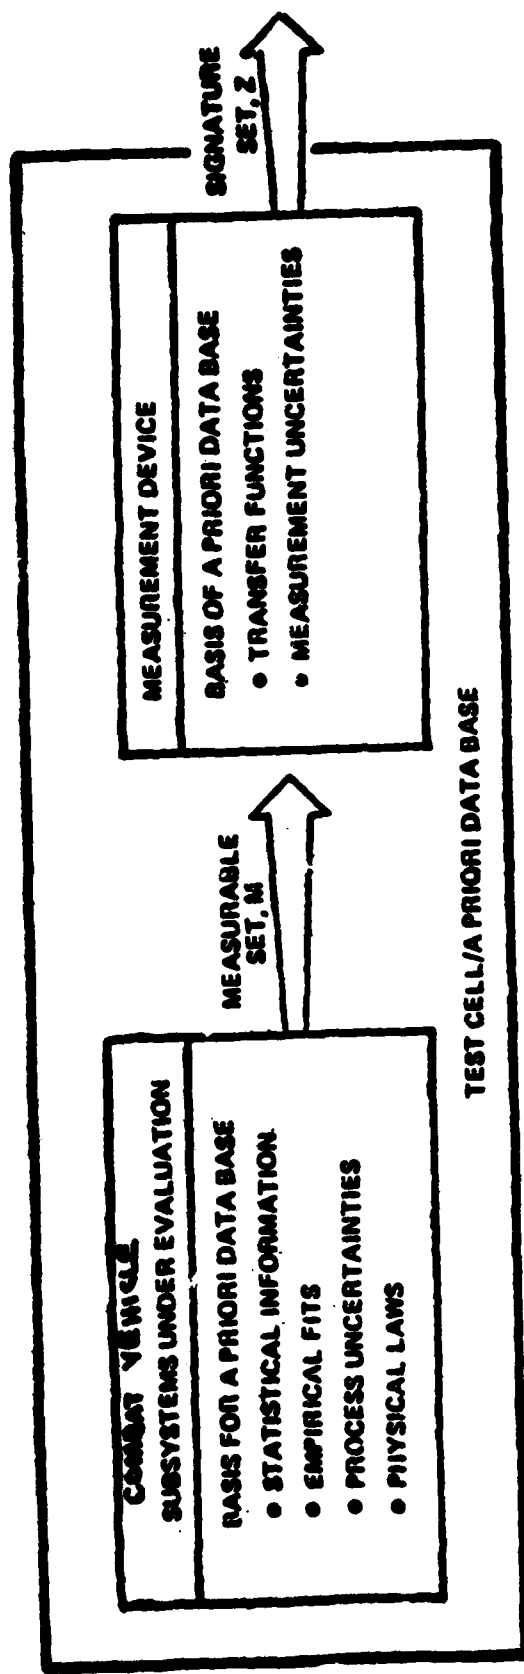 COMBAT VEHICLE
SUBSYSTEMS UNDER EVALUATION
BASIS FOR A PRIORI DATA BASE
• STATISTICAL INFORMATION
• EMPIRICAL FITS
• PROCESS UNCERTAINTIES
• PHYSICAL LAWS
MEASURABLE
SET, M
MEASUREMENT DEVICE
BASIS OF A PRIORI DATA BASE
• TRANSFER FUNCTIONS
• MEASUREMENT UNCERTAINTIES
SIGNATURE
SET, Z
TEST CELL/A PRIORI DATA BASE